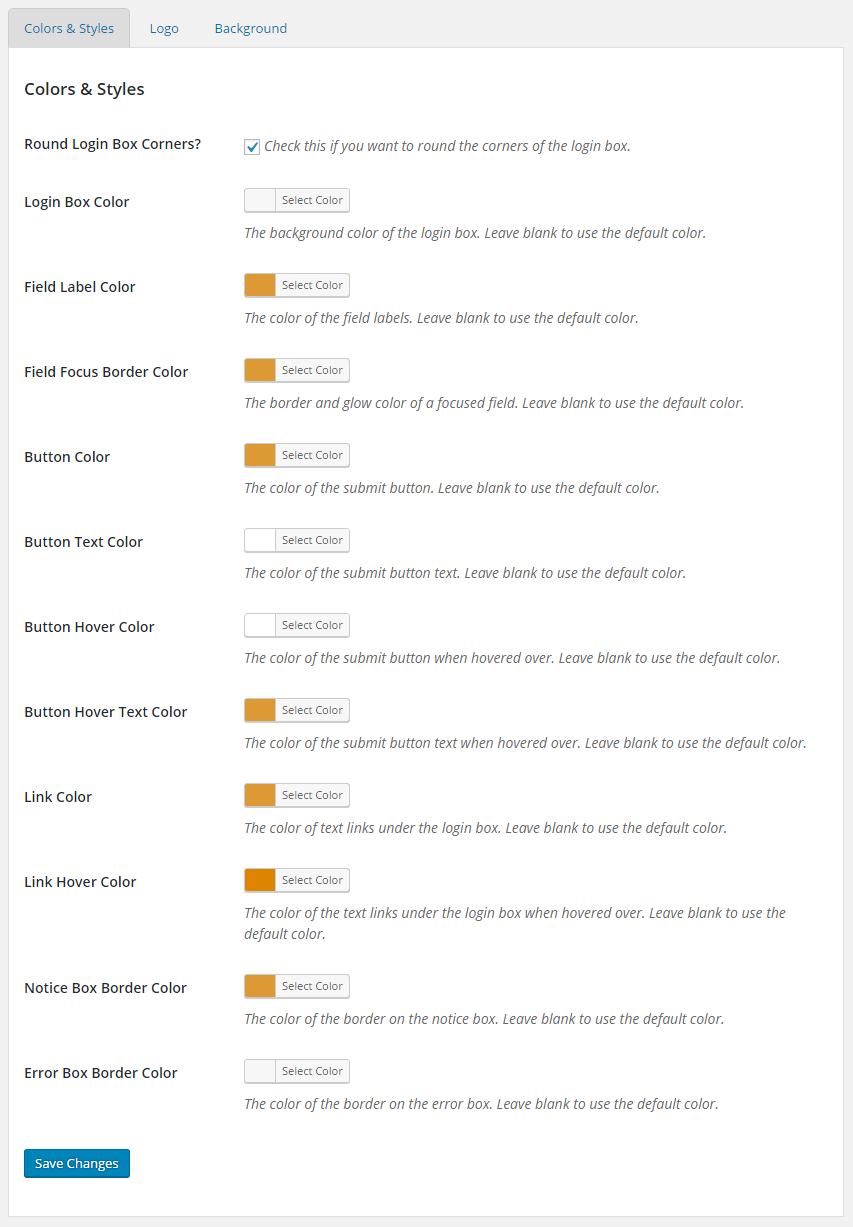 Colors & Styles
Logo
Background
Colors & Styles
Round Login Box Corners?
Check this if you want to round the corners of the login box.
Login Box Color
Select Color
The background color of the login box. Leave blank to use the default color.
Field Label Color
Select Color
The color of the field labels. Leave blank to use the default color.
Field Focus Border Color
Select Color
The border and glow color of a focused field. Leave blank to use the default color.
Button Color
Select Color
The color of the submit button. Leave blank to use the default color.
Button Text Color
Select Color
The color of the submit button text. Leave blank to use the default color.
Button Hover Color
Select Color
The color of the submit button when hovered over. Leave blank to use the default color.
Button Hover Text Color
Select Color
The color of the submit button text when hovered over. Leave blank to use the default color.
Link Color
Select Color
The color of text links under the login box. Leave blank to use the default color.
Link Hover Color
Select Color
The color of the text links under the login box when hovered over. Leave blank to use the
default color.
Notice Box Border Color
Select Color
The color of the border on the notice box. Leave blank to use the default color.
Error Box Border Color
Select Color
The color of the border on the error box. Leave blank to use the default color.
Save Changes